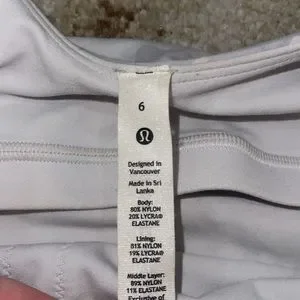 6
Designed in
Vancouver
Made in Sri
Lanka
Body:
80% NYLON
20% LYCRA®
ELASTANE
Lining:
81% NYLON
19% LYCRA®
ELASTANE
Middle Layer:
89% NYLON
11% ELASTANE
Exclusive of